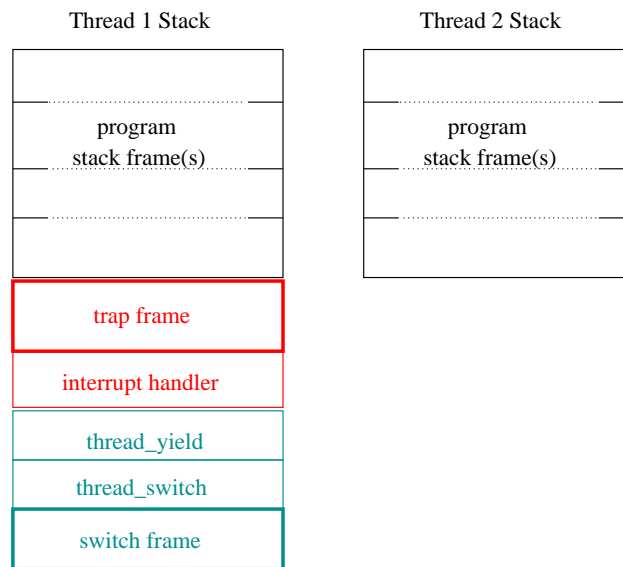 Thread 1 Stack
program
stack frame(s)
trap frame
interrupt handler
thread_yield
thread_switch
switch frame
Thread 2 Stack
program
stack frame(s)